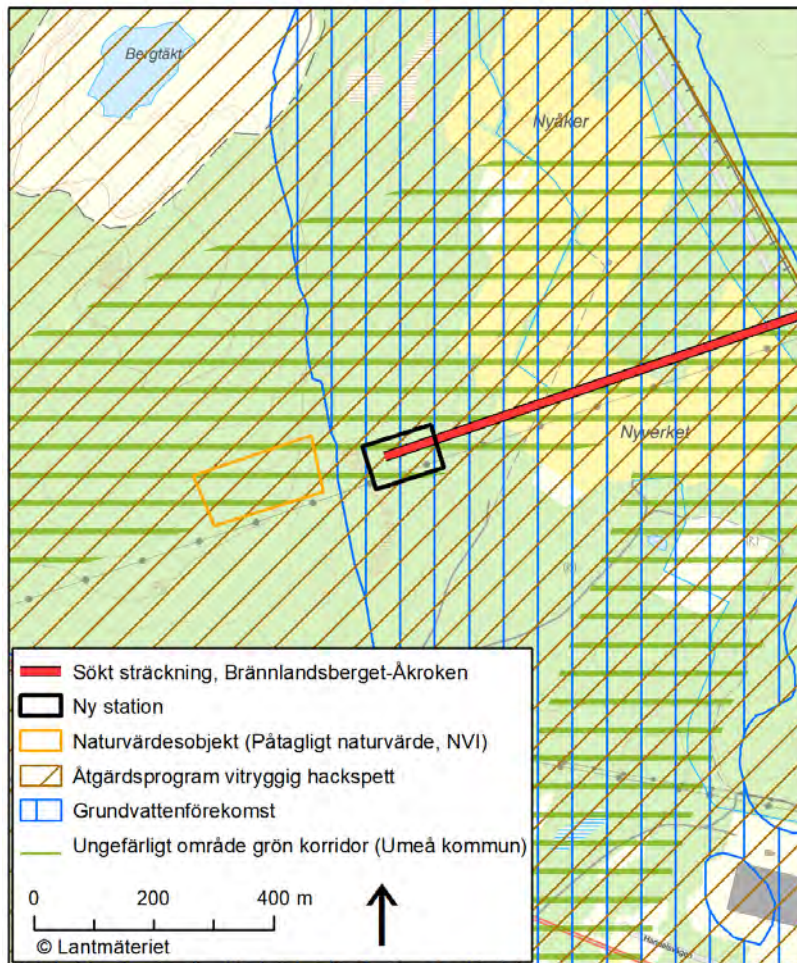 Bergtäkt
Nyåker
Nyverket
(R)
(R)
Sökt sträckning, Brännlandsberget-Åkroken
Ny station
Naturvärdesobjekt (Påtagligt naturvärde, NVI)
Åtgärdsprogram vitryggig hackspett
Grundvattenförekomst
Ungefärligt område grön korridor (Umeå kommun)
0 200 400 m
© Lantmäteriet